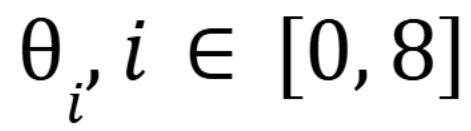 θᵢ, i ∈ [0, 8]